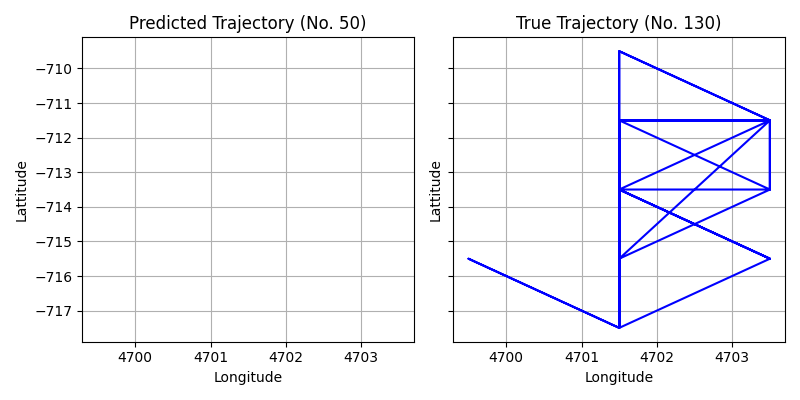 Predicted Trajectory (No. 50)
True Trajectory (No. 130)
Lattitude
−710
−711
−712
−713
−714
−715
−716
−717
4700
4701
4702
4703
Longitude
Lattitude
4700
4701
4702
4703
Longitude